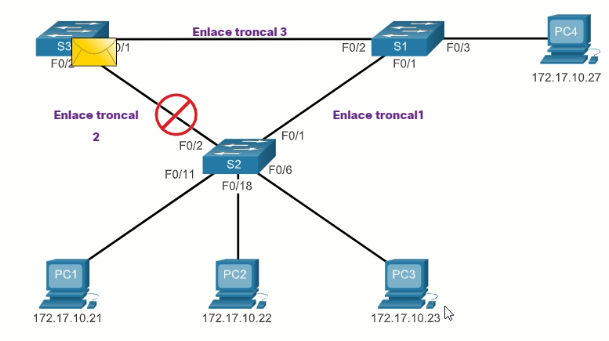 Enlace troncal 3
S3
F0/1
F0/2
F0/2
S1
F0/3
F0/1
PC4
172.17.10.27
Enlace troncal
2
Enlace troncal1
F0/1
F0/2
S2
F0/11
F0/6
F0/18
PC1
PC2
PC3
172.17.10.21
172.17.10.22
172.17.10.23